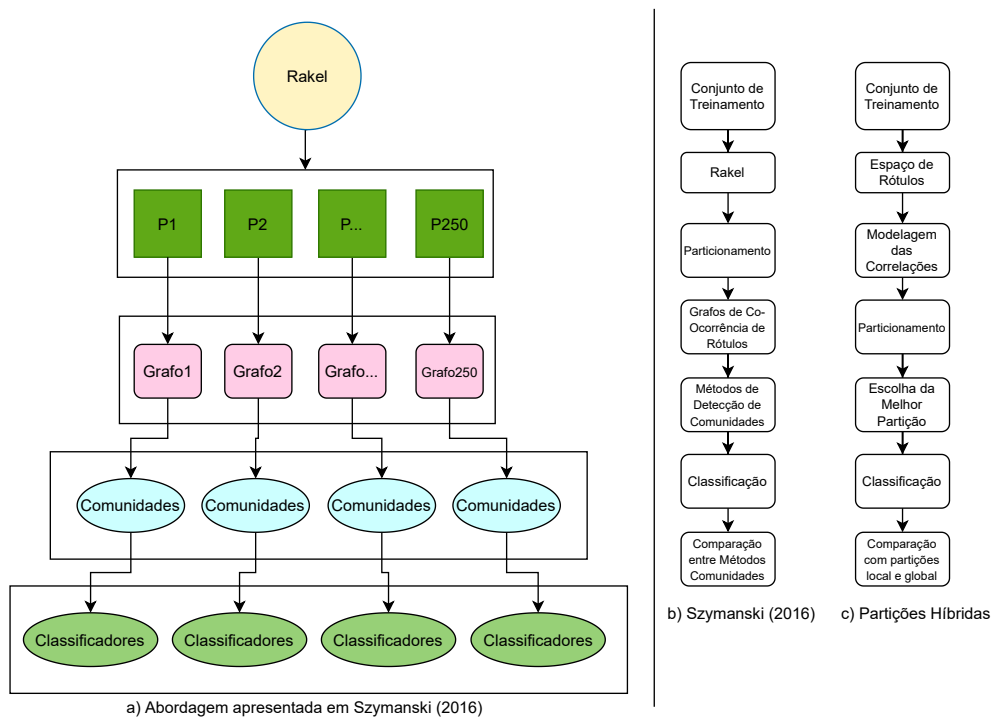 Rakel
P1
P2
P...
P250
Grafo1
Grafo2
Grafo...
Grafo250
Comunidades
Comunidades
Comunidades
Comunidades
Classificadores
Classificadores
Classificadores
Classificadores
a) Abordagem apresentada em Szymanski (2016)
Conjunto de
Treinamento
Rakel
Particionamento
Grafos de Co-
Ocorrência de
Rótulos
Métodos de
Detecção de
Comunidades
Classificação
Comparação
entre Métodos
Comunidades
b) Szymanski (2016)
Conjunto de
Treinamento
Espaço de
Rótulos
Modelagem
das
Correlações
Particionamento
Escolha da
Melhor
Partição
Classificação
Comparação
com partições
local e global
c) Partições Híbridas